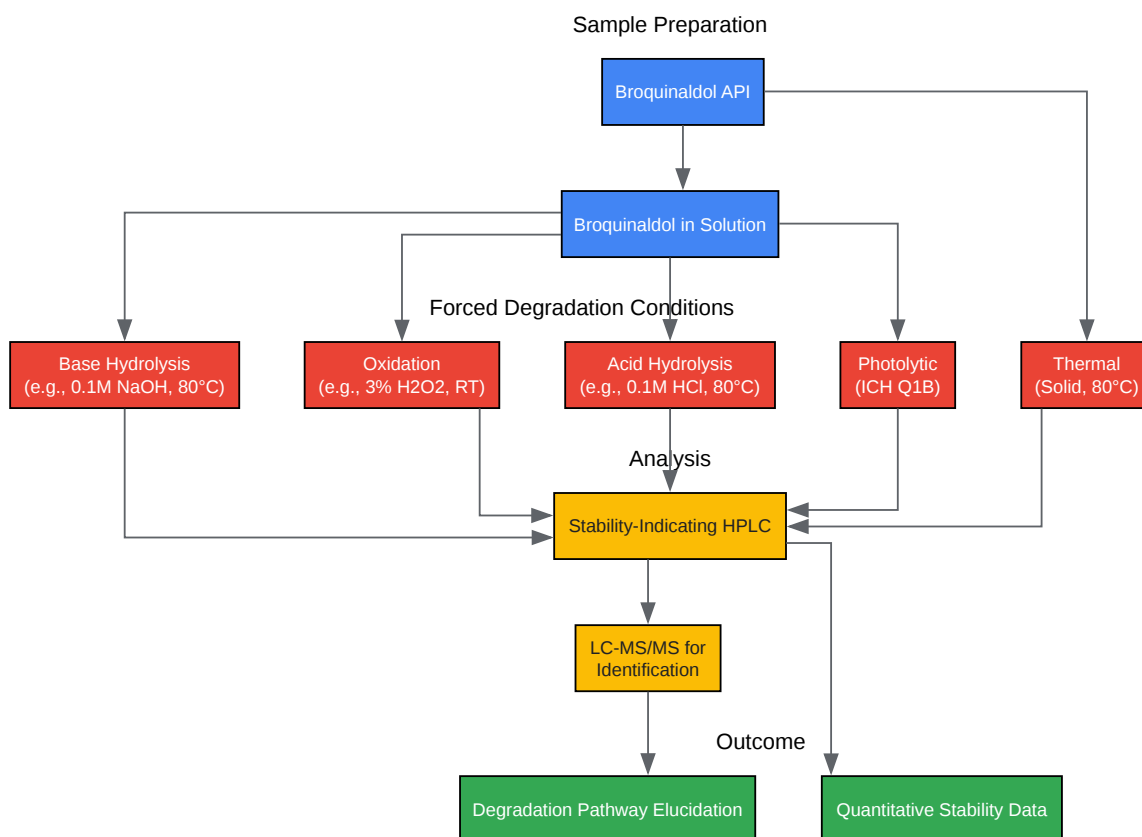 Sample Preparation
Broquinaldol API
Broquinaldol in Solution
Forced Degradation Conditions
Base Hydrolysis
(e.g., 0.1M NaOH, 80°C)
Oxidation
(e.g., 3% H2O2, RT)
Acid Hydrolysis
(e.g., 0.1M HCl, 80°C)
Photolytic
(ICH Q1B)
Thermal
(Solid, 80°C)
Analysis
Stability-Indicating HPLC
LC-MS/MS for
Identification
Outcome
Degradation Pathway Elucidation
Quantitative Stability Data